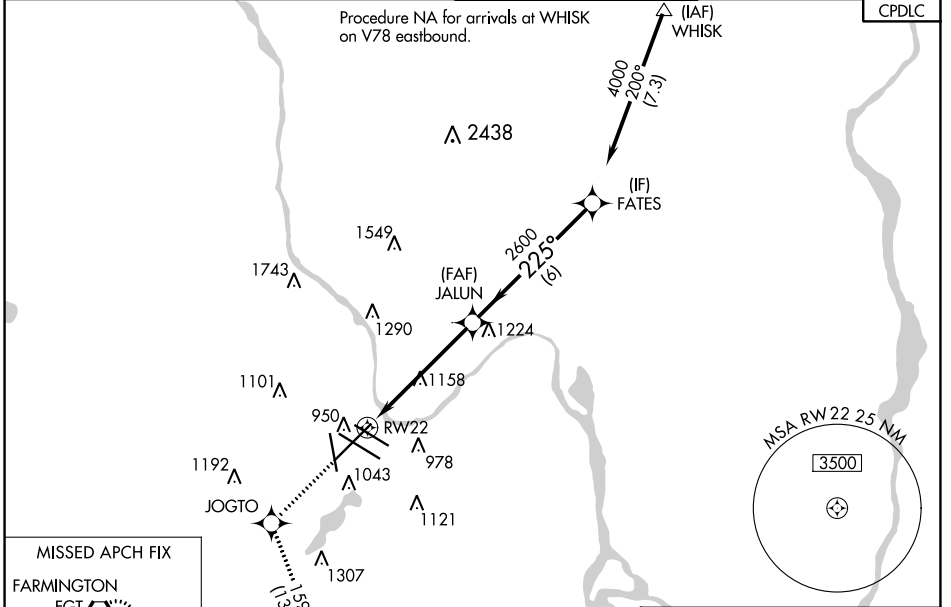 Procedure NA for arrivals at WHISK
on V78 eastbound.
(IAF)
WHISK
CPDLC
4000
200°
(7.3)
2438
(IF)
FATES
1549
2600
225°
(6)
1743
(FAF)
JALUN
1290
1224
1158
1101
950
RW22
978
MSA RW 22 25 NM
3500
1192
1043
JOGTO
1121
MISSED APCH FIX
1307
FARMINGTON